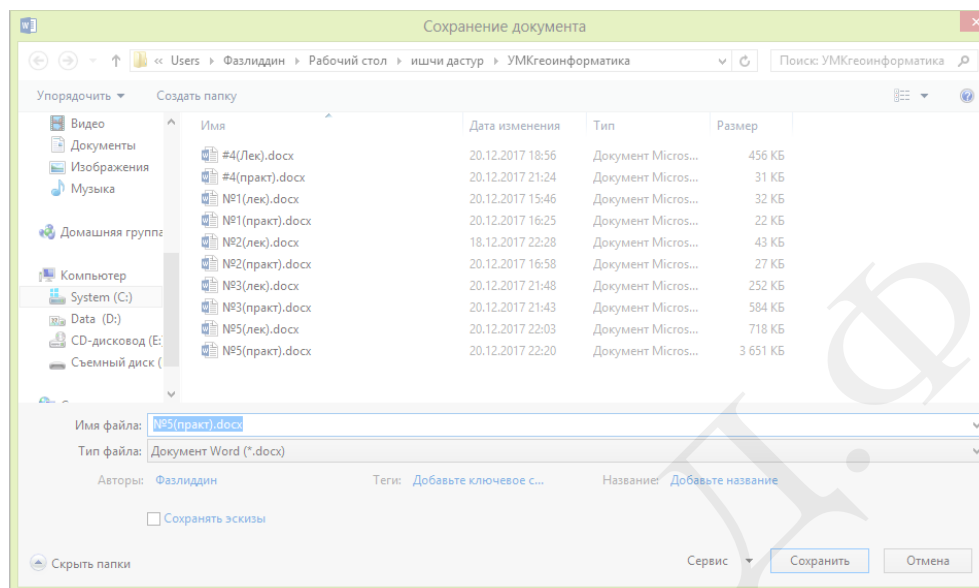 Сохранение документа
« Users ▸ Фазлиддин ▸ Рабочий стол ▸ ишчи дастур ▸ УМКгеоинформатика
Поиск: УМКгеоинформатика
Упорядочить Создать папку
Имя Дата изменения Тип Размер
Видео
Документы
Изображения
Музыка
Домашняя группа
Компьютер
System (C:)
Data (D:)
CD-дисковод (E:
Съемный диск (
#4(Лек).docx 20.12.2017 18:56 Документ Micros... 456 КБ
#4(практ).docx 20.12.2017 21:24 Документ Micros... 31 КБ
№1(лек).docx 20.12.2017 15:46 Документ Micros... 32 КБ
№1(практ).docx 20.12.2017 16:25 Документ Micros... 22 КБ
№2(лек).docx 18.12.2017 22:28 Документ Micros... 43 КБ
№2(практ).docx 20.12.2017 16:58 Документ Micros... 27 КБ
№3(лек).docx 20.12.2017 21:48 Документ Micros... 252 КБ
№3(практ).docx 20.12.2017 21:43 Документ Micros... 584 КБ
№5(лек).docx 20.12.2017 22:03 Документ Micros... 718 КБ
№5(практ).docx 20.12.2017 22:20 Документ Micros... 3 651 КБ
Имя файла: №5(практ).docx
Тип файла: Документ Word (*.docx)
Авторы: Фазлиддин Теги: Добавьте ключевое с... Название: Добавьте название
Сохранять эскизы
Скрыть папки Сервис Сохранить Отмена
Д.Ф